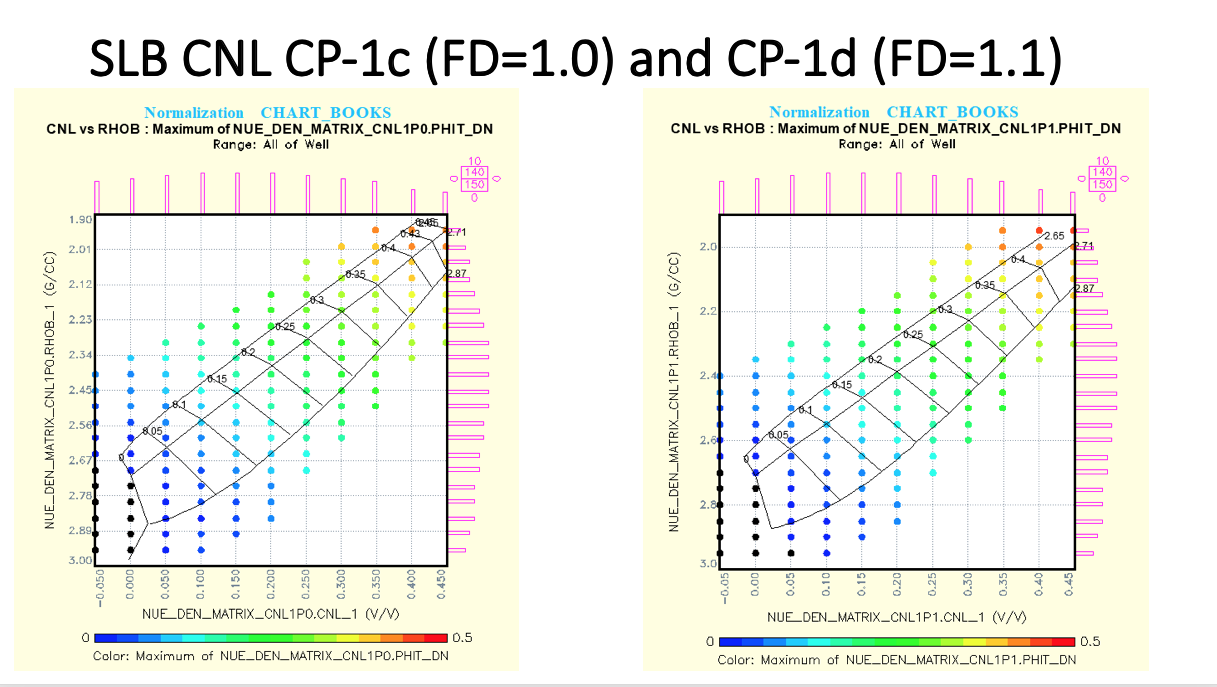 SLB CNL CP-1c (FD=1.0) and CP-1d (FD=1.1)
Normalization CHART_BOOKS
CNL vs RHOB : Maximum of NUE_DEN_MATRIX_CNL1P0.PHIT_DN
Range: All of Well
10
0 140 0
150
0
1.90
2.01
2.12
2.23
2.34
2.45
2.56
2.67
2.78
2.89
3.00
NUE_DEN_MATRIX_CNL1P0.RHOB_1 (G/CC)
0.43
0.4
0.35
0.3
0.25
0.2
0.15
0.1
0.05
0
2.71
2.87
-0.050 0.000 0.050 0.100 0.150 0.200 0.250 0.300 0.350 0.400 0.450
NUE_DEN_MATRIX_CNL1P0.CNL_1 (V/V)
0 0.5
Color: Maximum of NUE_DEN_MATRIX_CNL1P0.PHIT_DN
Normalization CHART_BOOKS
CNL vs RHOB : Maximum of NUE_DEN_MATRIX_CNL1P1.PHIT_DN
Range: All of Well
10
0 140 0
150
0
2.0
2.2
2.4
2.6
2.8
3.0
NUE_DEN_MATRIX_CNL1P1.RHOB_1 (G/CC)
2.65
2.71
2.87
0.4
0.35
0.3
0.25
0.2
0.15
0.1
0.05
0
-0.05 0.00 0.05 0.10 0.15 0.20 0.25 0.30 0.35 0.40 0.45
NUE_DEN_MATRIX_CNL1P1.CNL_1 (V/V)
0 0.5
Color: Maximum of NUE_DEN_MATRIX_CNL1P1.PHIT_DN